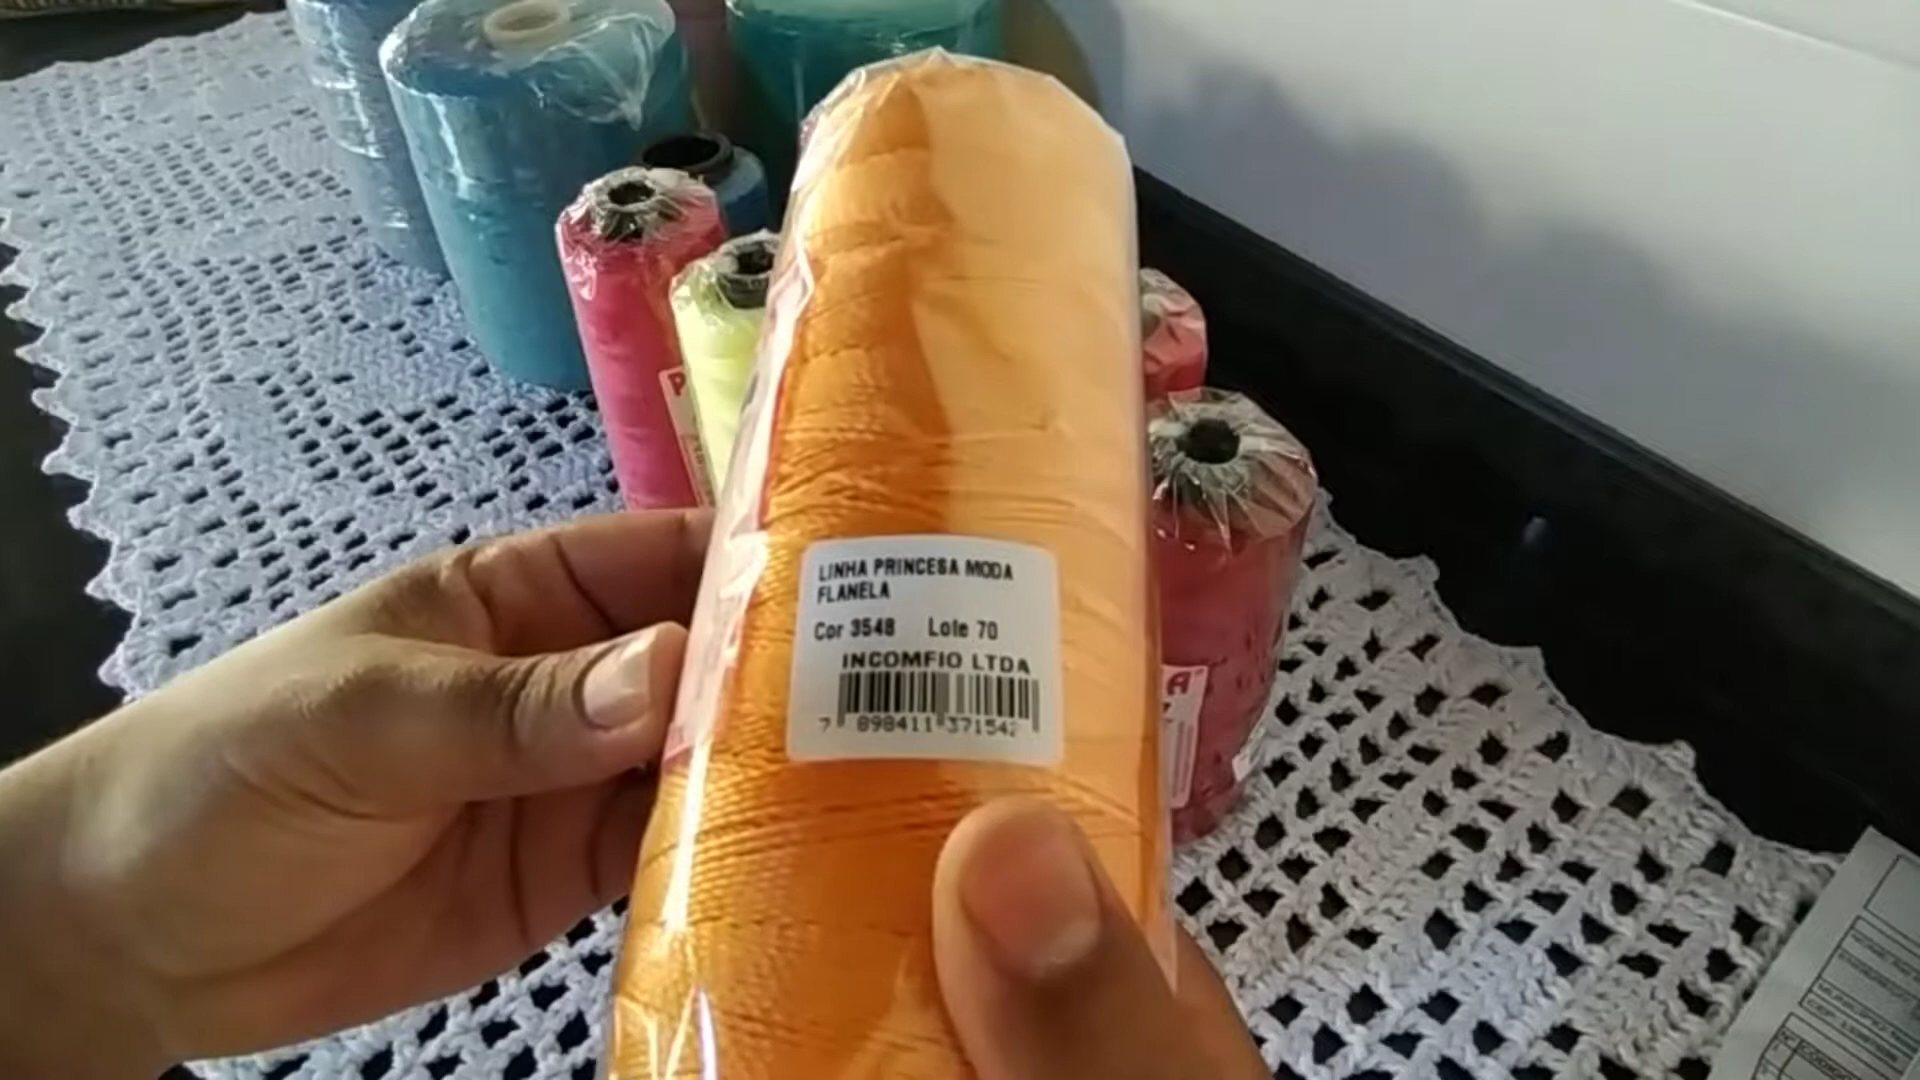 LINHA PRINCESA MODA
FLANELA
Cor 3548 Lote 70
INCOMFIO LTDA
7 898411 371542
P
A